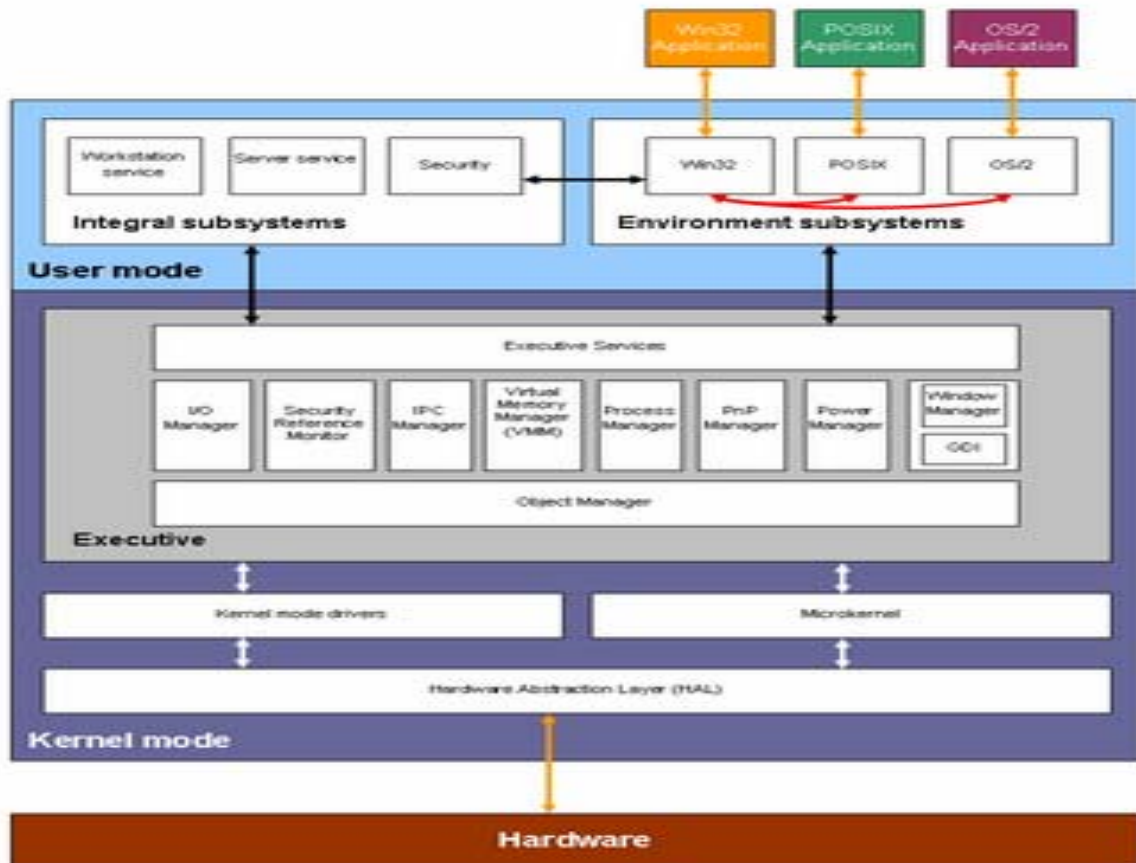 Win32
Application
POSIX
Application
OS/2
Application
Workstation
service
Server service
Security
Win32
POSIX
OS/2
Integral subsystems
Environment subsystems
User mode
Executive Services
I/O
Manager
Security
Reference
Monitor
IPC
Manager
Virtual
Memory
Manager
(VMM)
Process
Manager
PnP
Manager
Power
Manager
Window
Manager
GDI
Object Manager
Executive
Kernel mode drivers
Microkernel
Hardware Abstraction Layer (HAL)
Kernel mode
Hardware